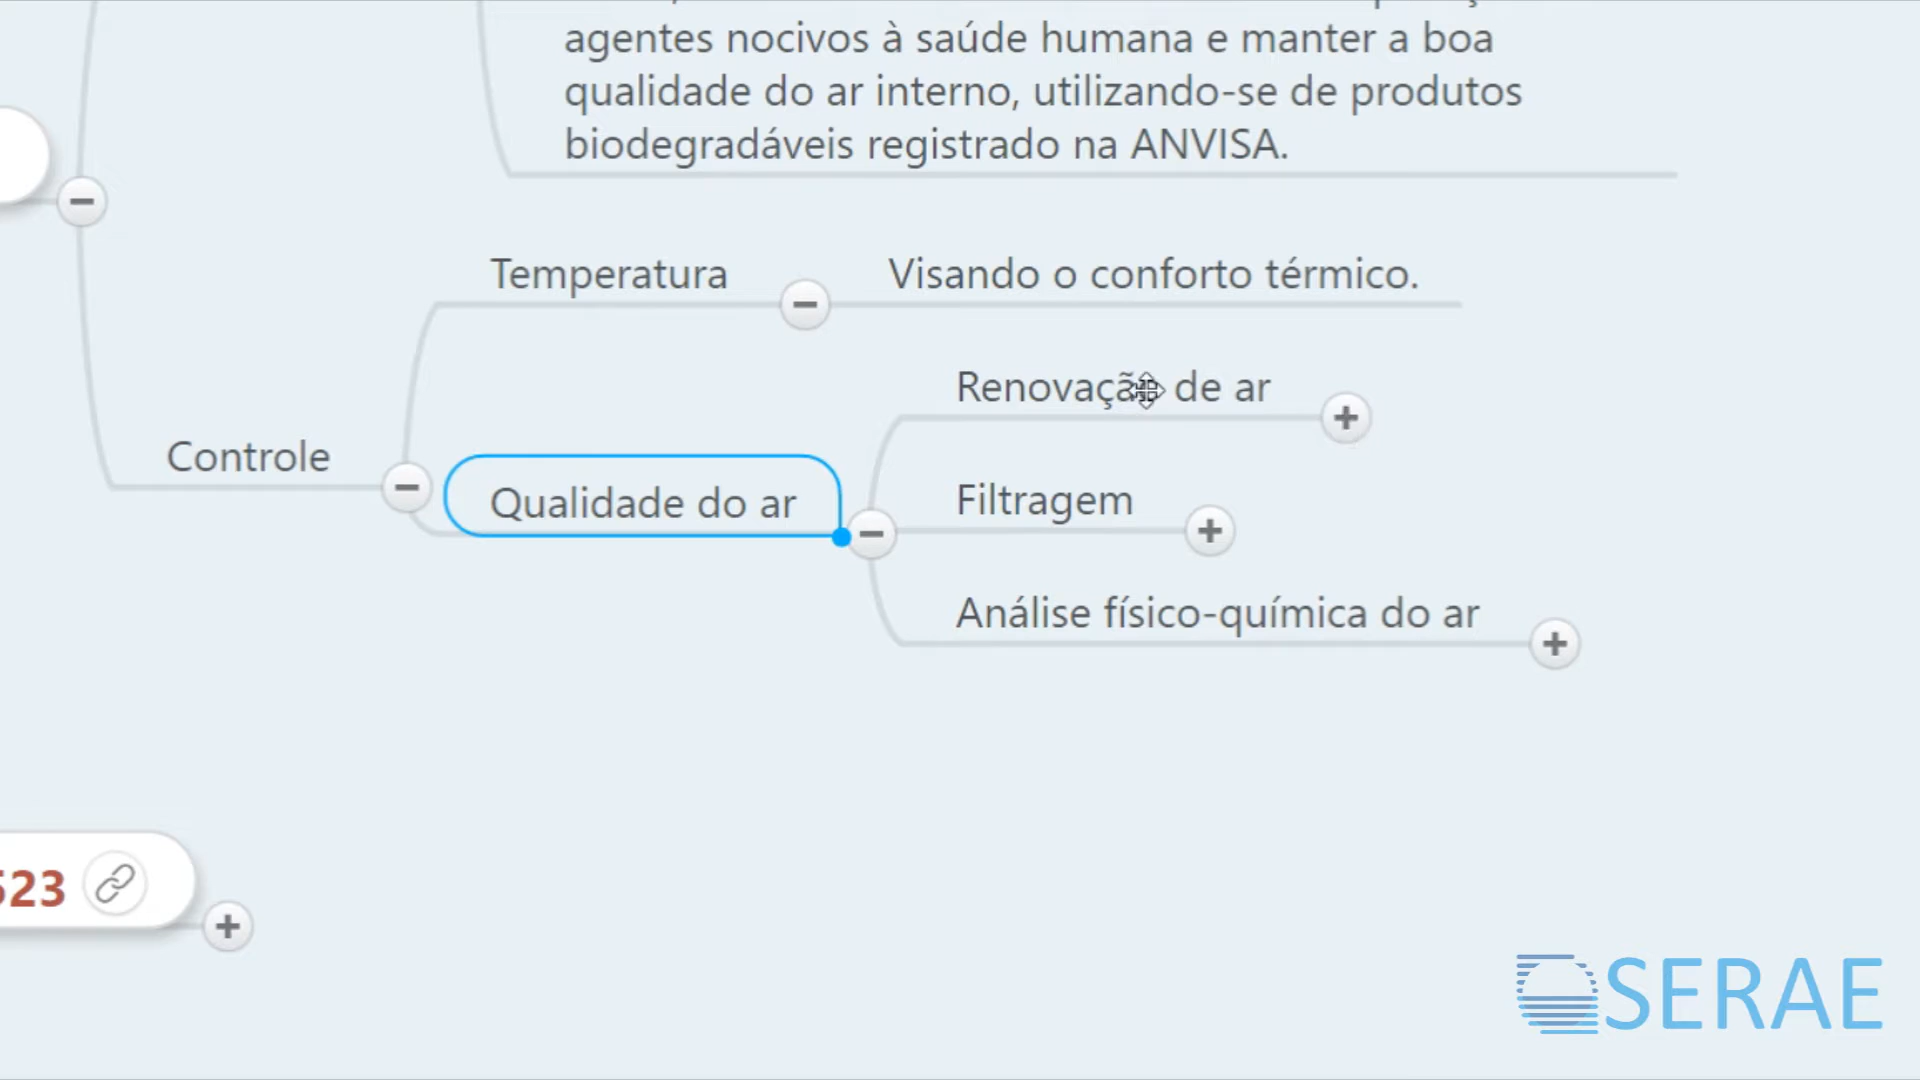 agentes nocivos à saúde humana e manter a boa
qualidade do ar interno, utilizando-se de produtos
biodegradáveis registrado na ANVISA.
Temperatura
Visando o conforto térmico.
Renovação de ar
Controle
Qualidade do ar
Filtragem
Análise físico-química do ar
523
SERAE